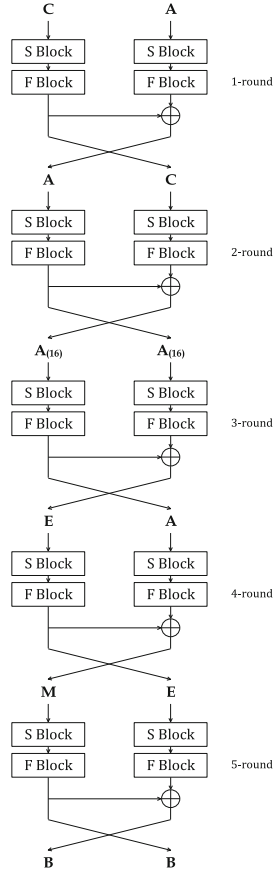 C A
S Block S Block
F Block F Block 1-round
A C
S Block S Block
F Block F Block 2-round
A(16) A(16)
S Block S Block
F Block F Block 3-round
E A
S Block S Block
F Block F Block 4-round
M E
S Block S Block
F Block F Block 5-round
B B